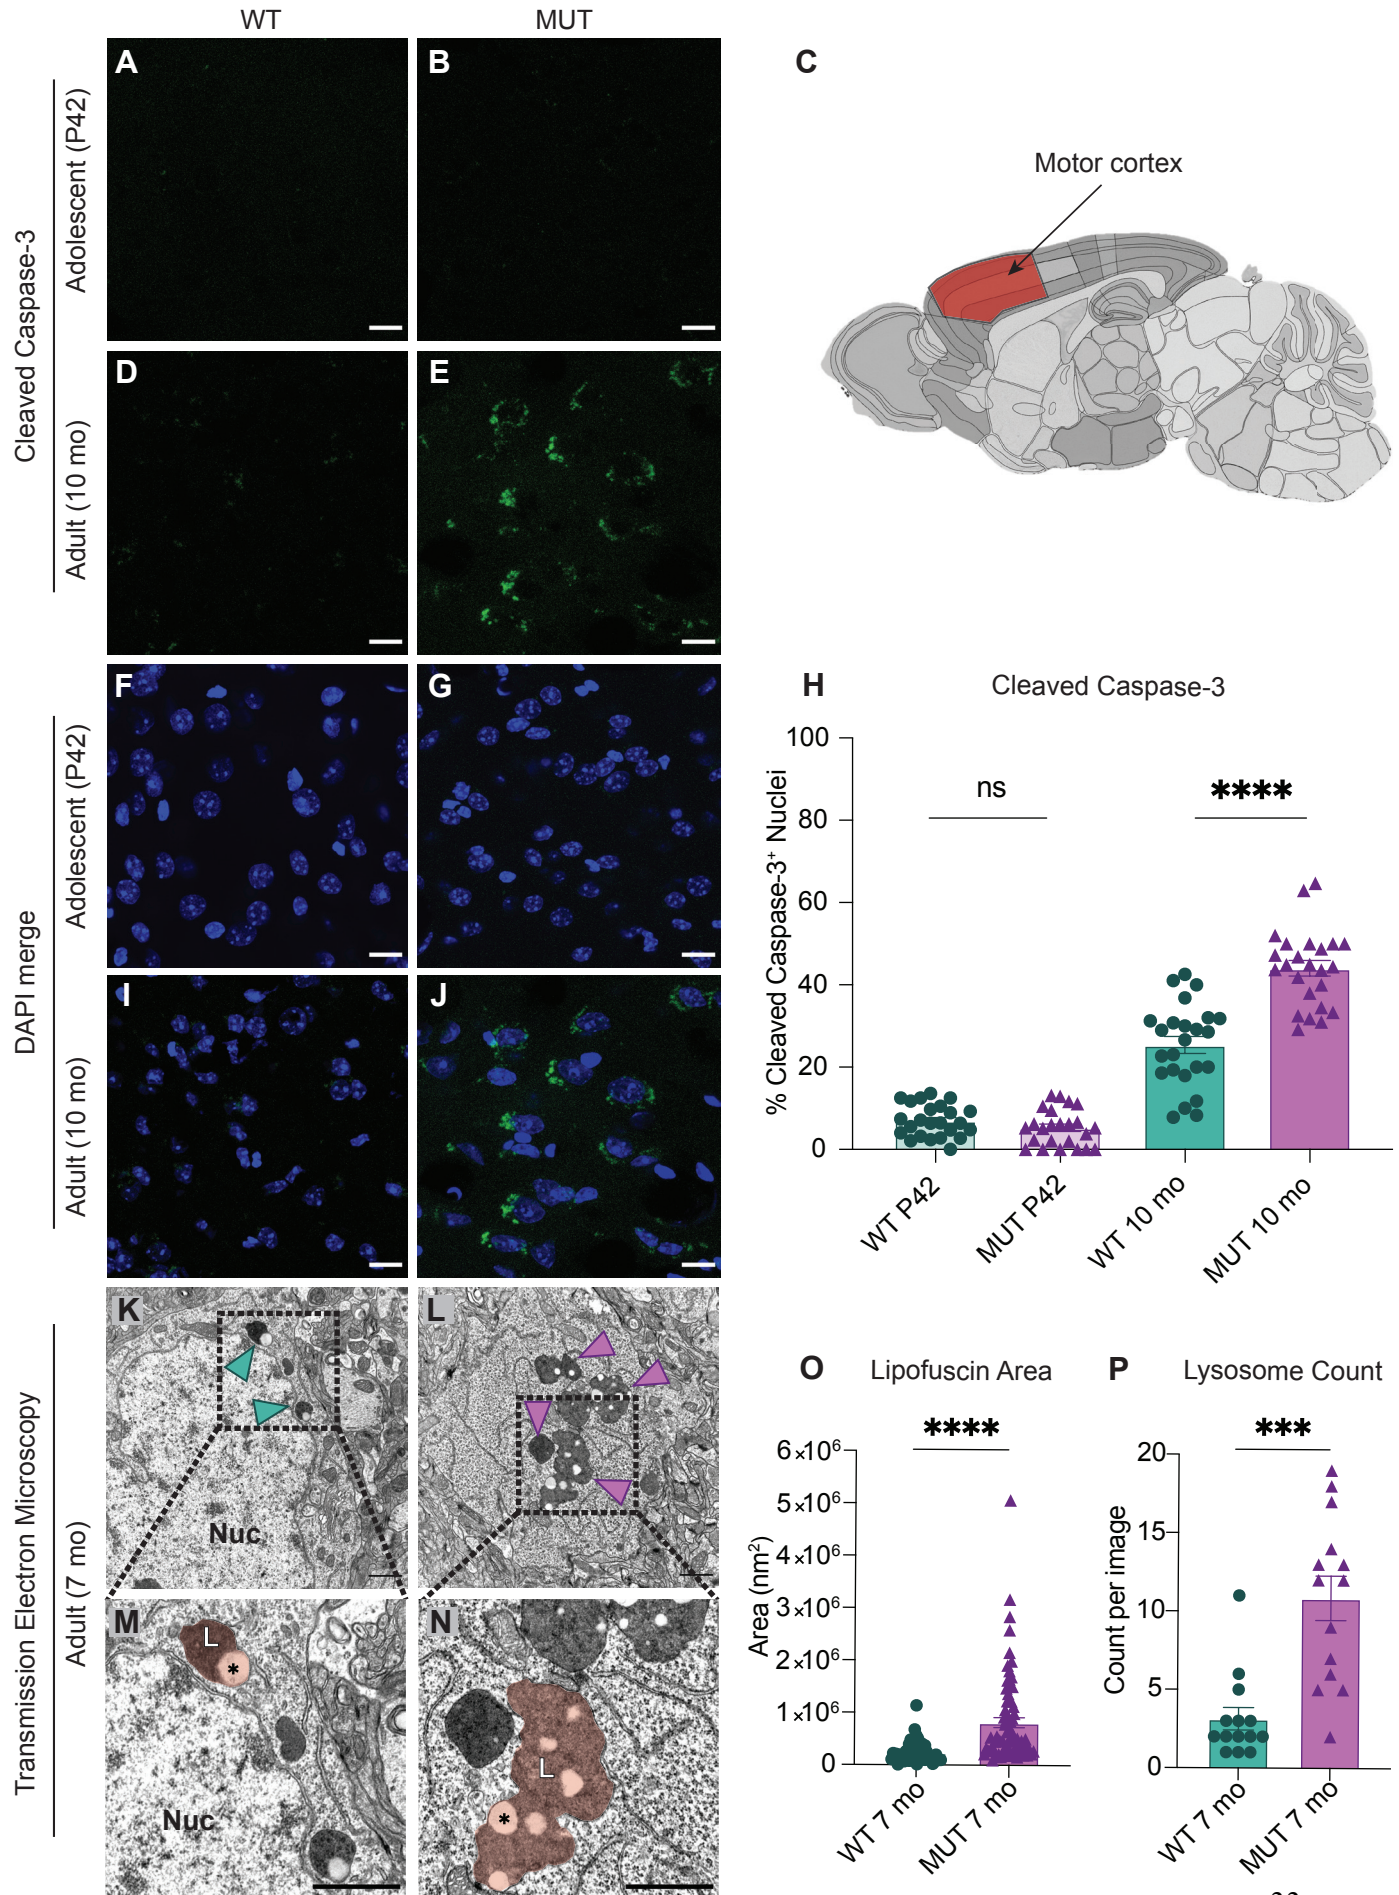 WT MUT
A B C
Cleaved Caspase-3
Adolescent (P42)
Motor cortex
D E
Adult (10 mo)
F G
DAPI merge
Adolescent (P42)
I J
Adult (10 mo)
H Cleaved Caspase-3
% Cleaved Caspase-3⁺ Nuclei
100
80
60
40
20
0
ns ****
WT P42
MUT P42
WT 10 mo
MUT 10 mo
K L
Transmission Electron Microscopy
Adult (7 mo)
Nuc
M N
L
*
Nuc
L
*
O Lipofuscin Area
****
Area (nm²)
6×10⁶
5×10⁶
4×10⁶
3×10⁶
2×10⁶
1×10⁶
0
WT 7 mo
MUT 7 mo
P Lysosome Count
***
Count per image
20
15
10
5
0
WT 7 mo
MUT 7 mo